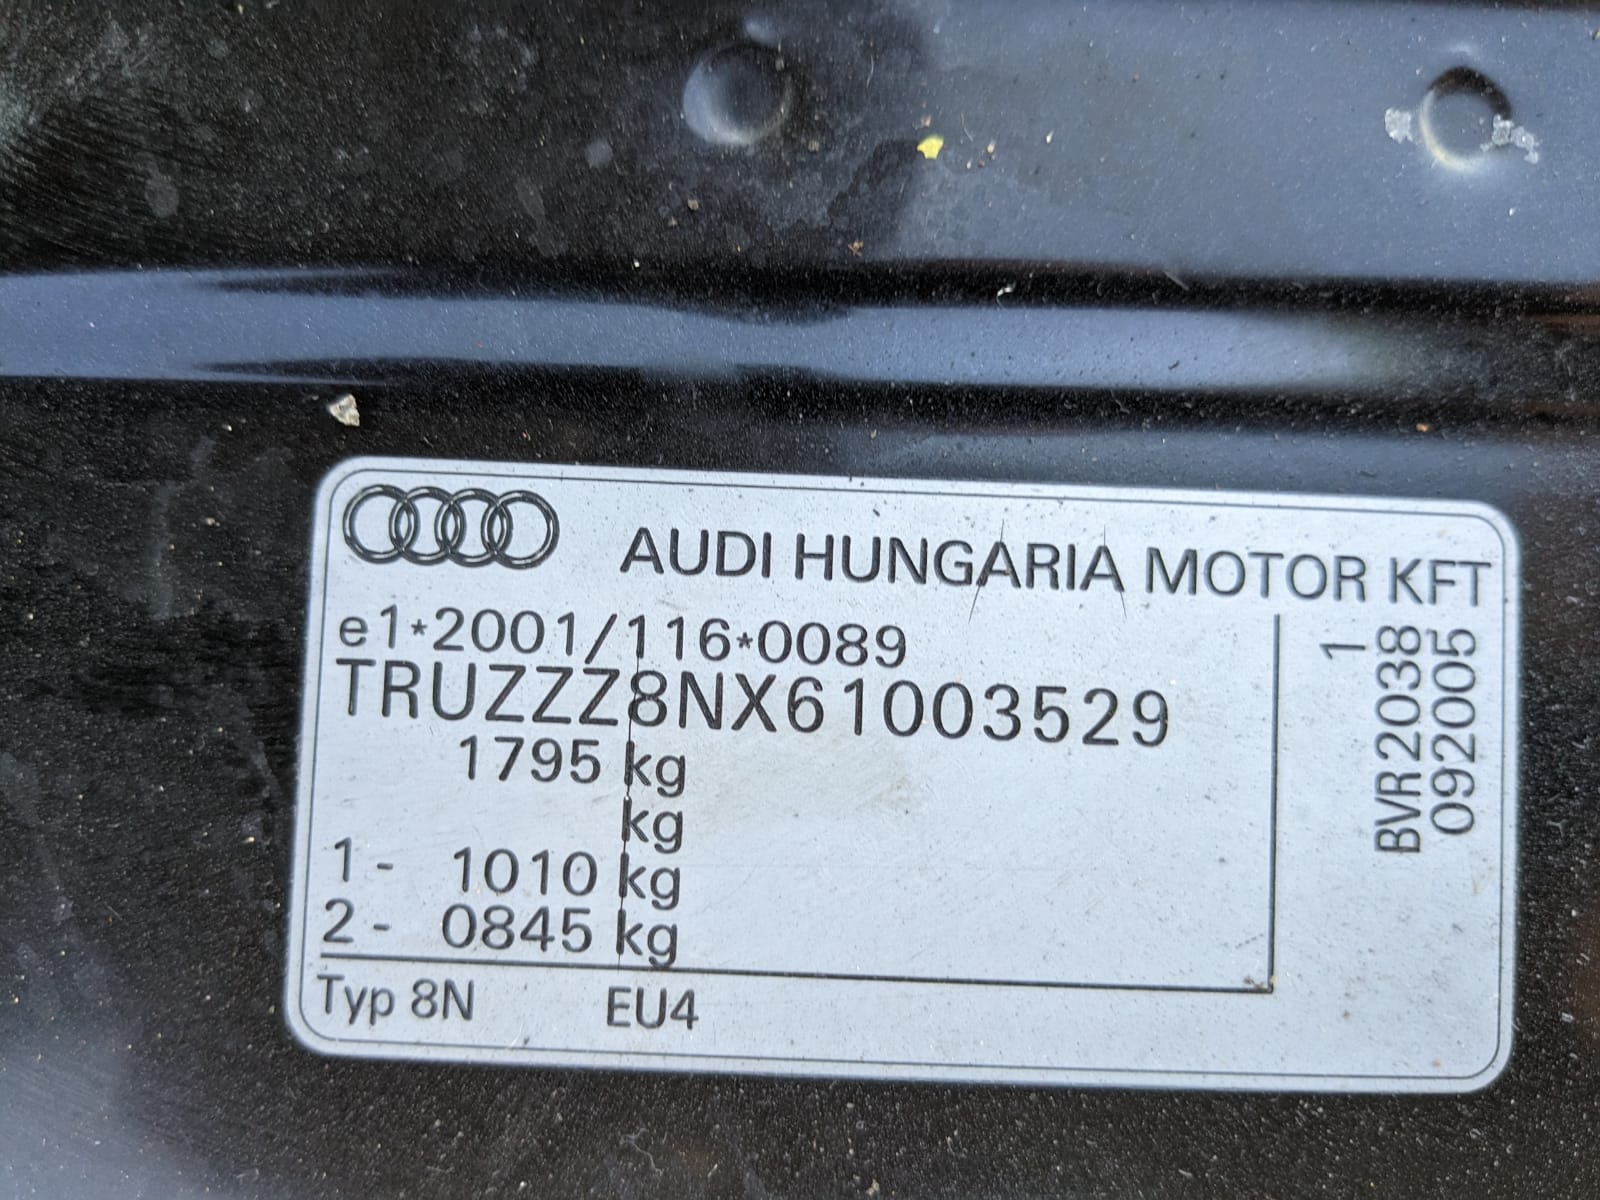 AUDI HUNGARIA MOTOR KFT
e1*2001/116*0089
TRUZZZ8NX61003529
1795 kg
kg
1- 1010 kg
2- 0845 kg
Typ 8N EU4
1
BVR22038
092005